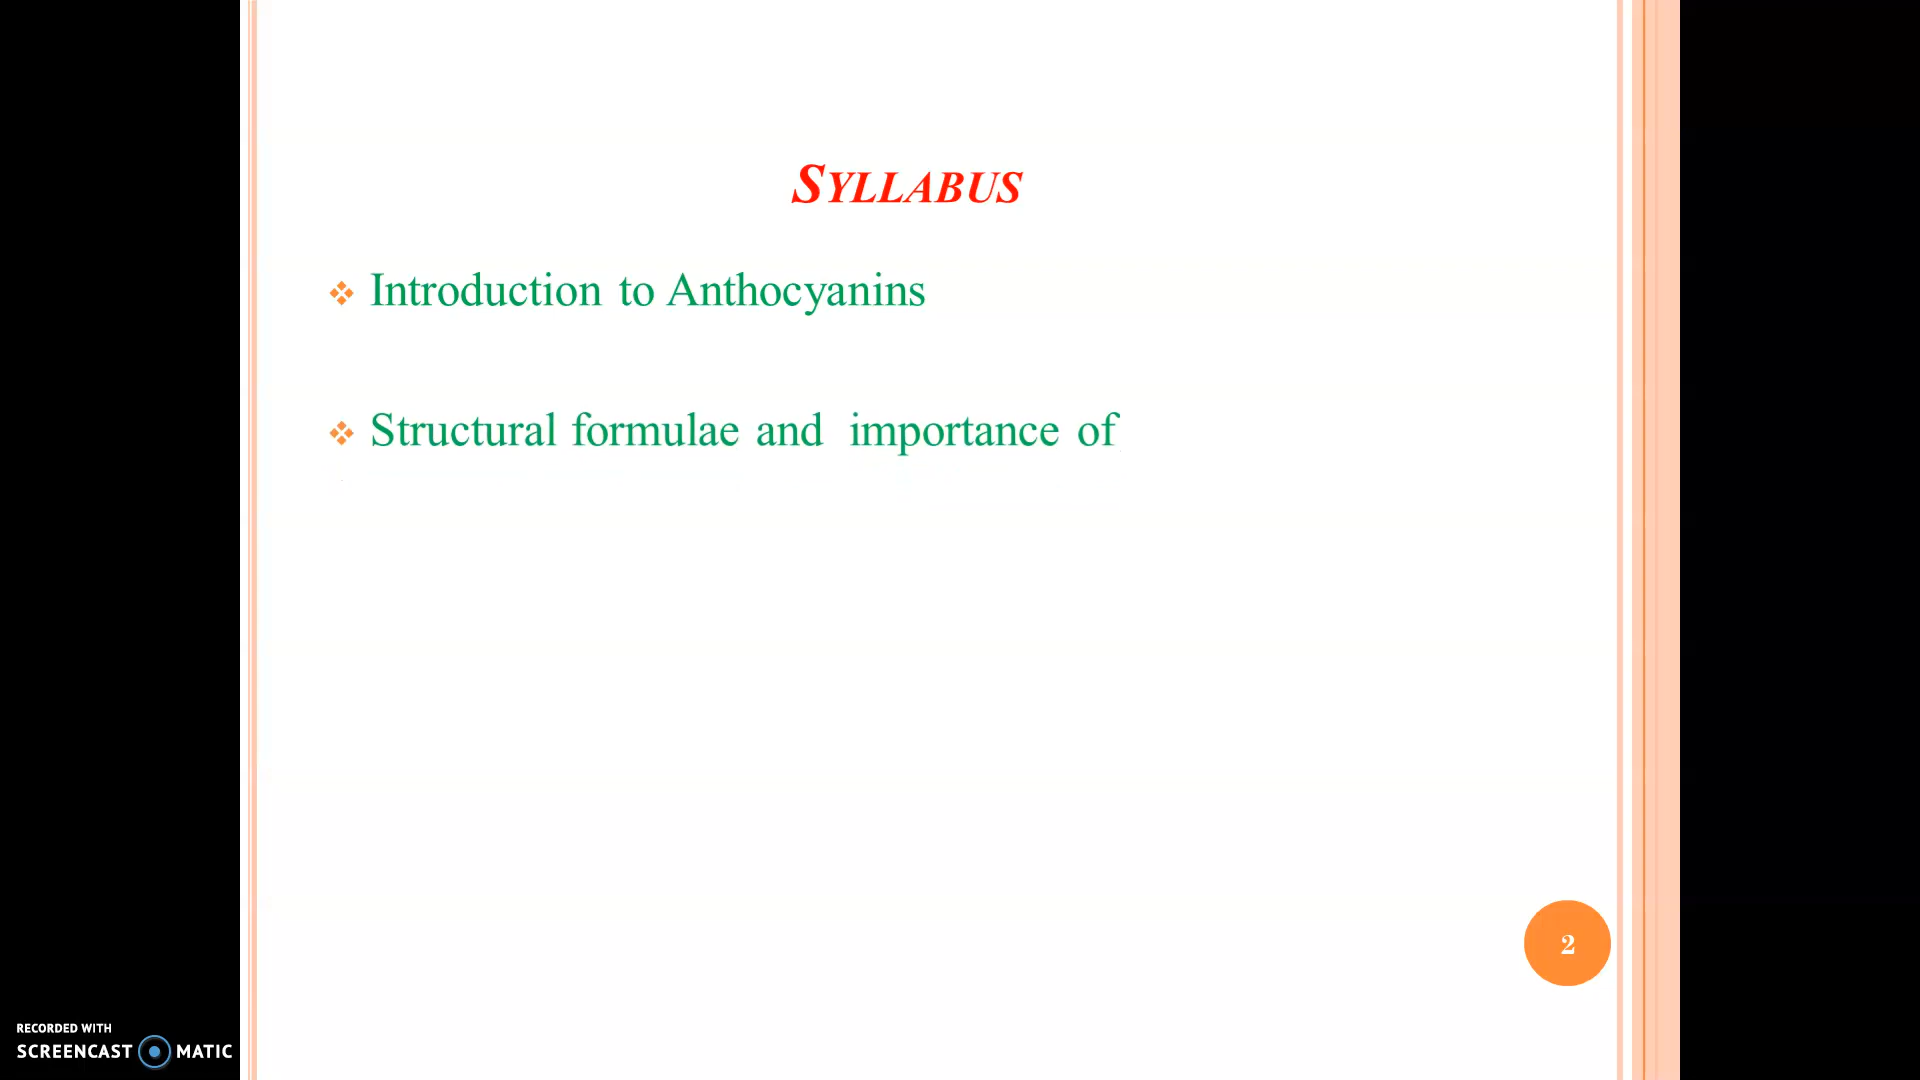 SYLLABUS
Introduction to Anthocyanins
Structural formulae and importance of
2
RECORDED WITH
SCREENCAST MATIC